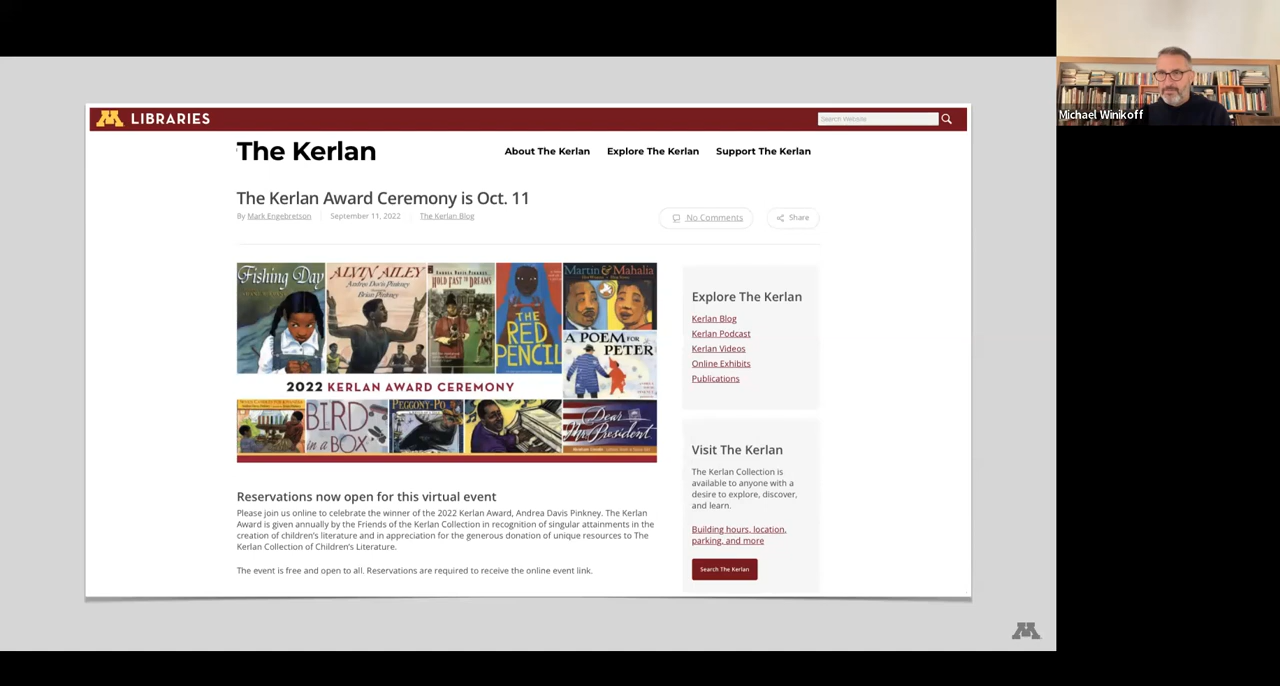 LIBRARIES
Search Website
The Kerlan
About The Kerlan Explore The Kerlan Support The Kerlan
The Kerlan Award Ceremony is Oct. 11
By Mark Engebretson September 11, 2022 The Kerlan Blog
No Comments
Share
Fishing Day
ALVIN AILEY
Andrea Davis Pinkney
Brian Pinkney
ANDREA DAVIS PINKNEY
HOLD FAST TO DREAMS
THE RED PENCIL
Martin & Mahalia
A POEM FOR PETER
2022 KERLAN AWARD CEREMONY
BIRD in a BOX
PEGGONY-PO
Dear Mr. President
Reservations now open for this virtual event
Please join us online to celebrate the winner of the 2022 Kerlan Award, Andrea Davis Pinkney. The Kerlan
Award is given annually by the Friends of the Kerlan Collection in recognition of singular attainments in the
creation of children's literature and in appreciation for the generous donation of unique resources to The
Kerlan Collection of Children's Literature.
The event is free and open to all. Reservations are required to receive the online event link.
Explore The Kerlan
Kerlan Blog
Kerlan Podcast
Kerlan Videos
Online Exhibits
Publications
Visit The Kerlan
The Kerlan Collection is
available to anyone with a
desire to explore, discover,
and learn.
Building hours, location,
parking, and more
Search The Kerlan
Michael Winikoff